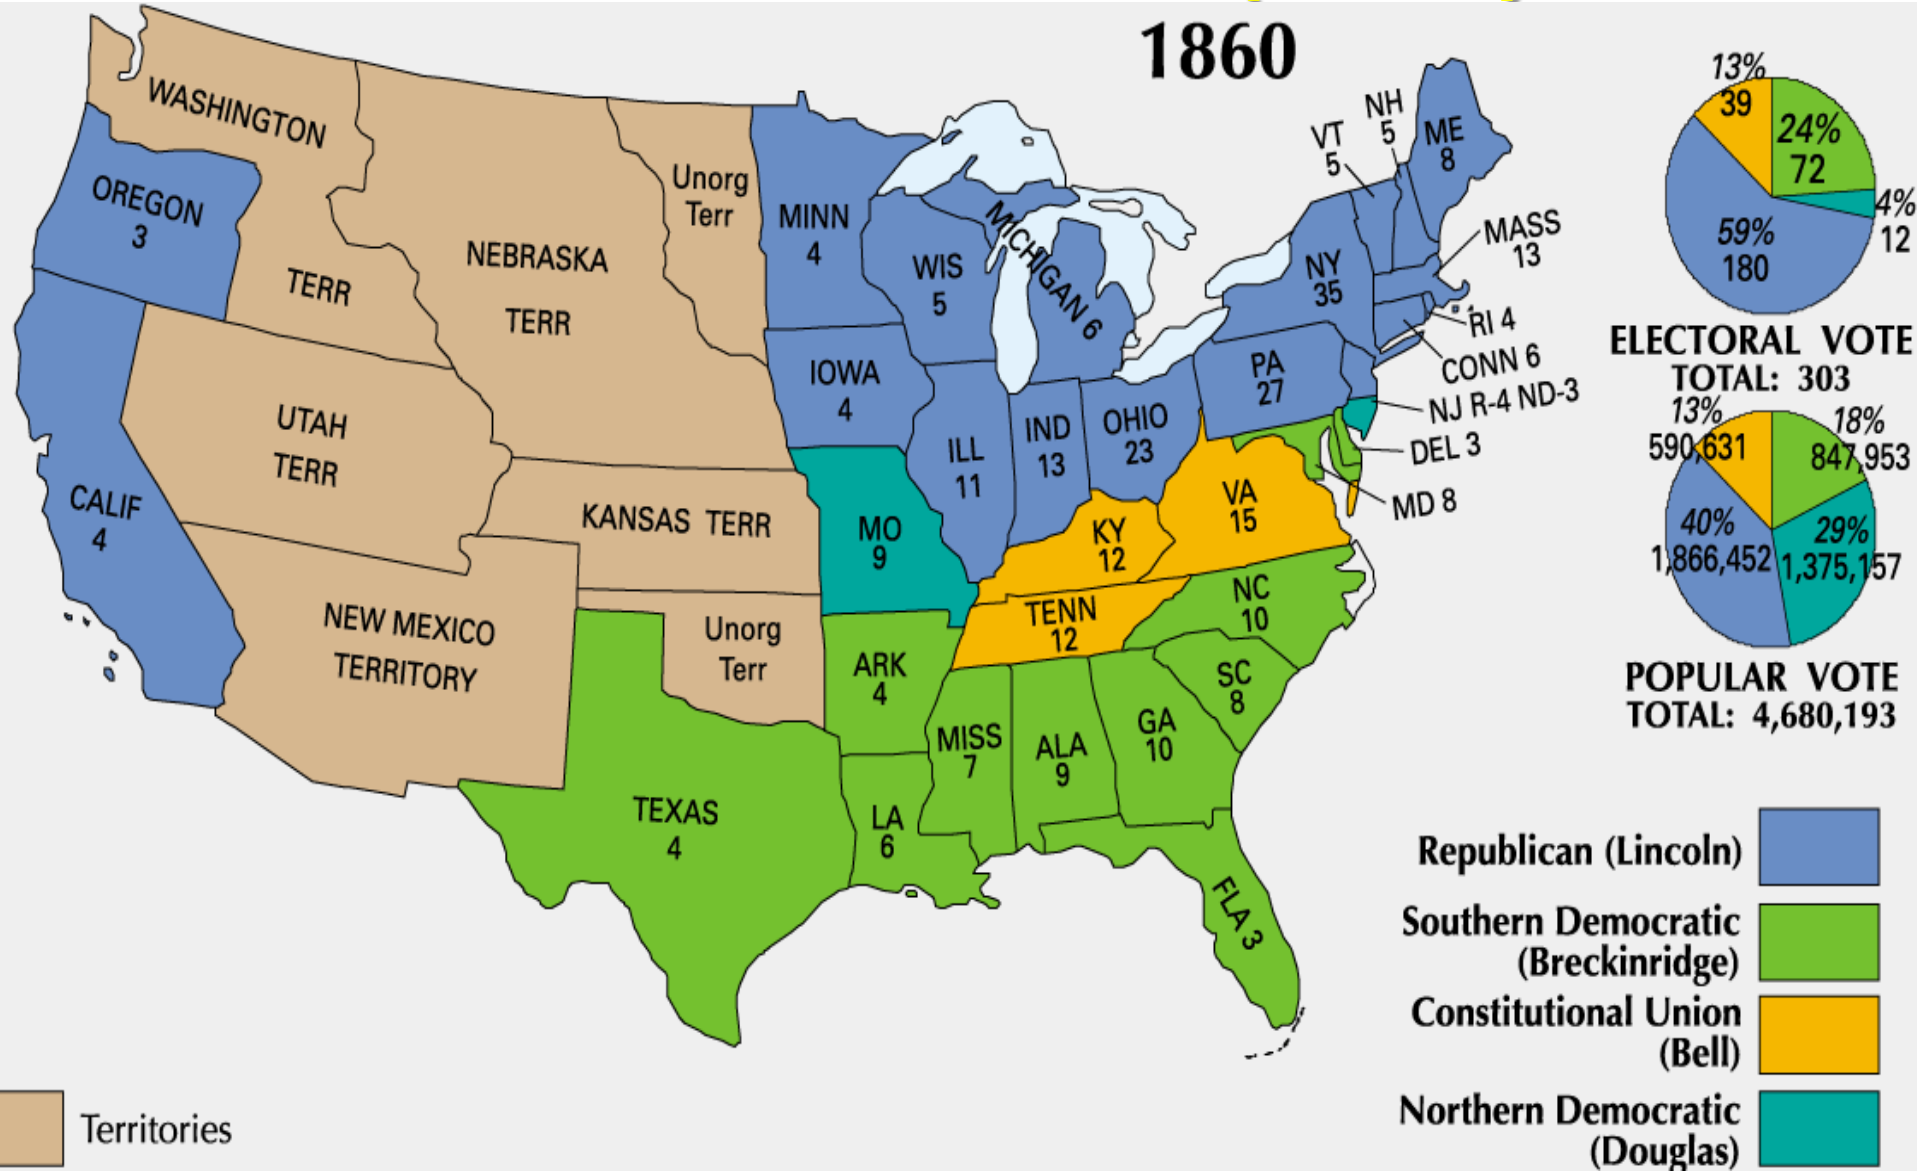 1860
WASHINGTON
TERR
OREGON
3
NEBRASKA
TERR
Unorg
Terr
MINN
4
WIS
5
MICHIGAN 6
VT
5
NH
5
ME
8
MASS
13
NY
35
RI 4
CONN 6
NJ R-4 ND-3
DEL 3
MD 8
PA
27
IOWA
4
ILL
11
IND
13
OHIO
23
UTAH
TERR
CALIF
4
KANSAS TERR
MO
9
KY
12
VA
15
NEW MEXICO
TERRITORY
Unorg
Terr
TENN
12
NC
10
ARK
4
SC
8
MISS
7
ALA
9
GA
10
TEXAS
4
LA
6
FLA 3
13%
39
24%
72
4%
12
59%
180
ELECTORAL VOTE
TOTAL: 303
13%
590,631
18%
847,953
40%
1,866,452
29%
1,375,157
POPULAR VOTE
TOTAL: 4,680,193
Republican (Lincoln)
Southern Democratic
(Breckinridge)
Constitutional Union
(Bell)
Northern Democratic
(Douglas)
Territories